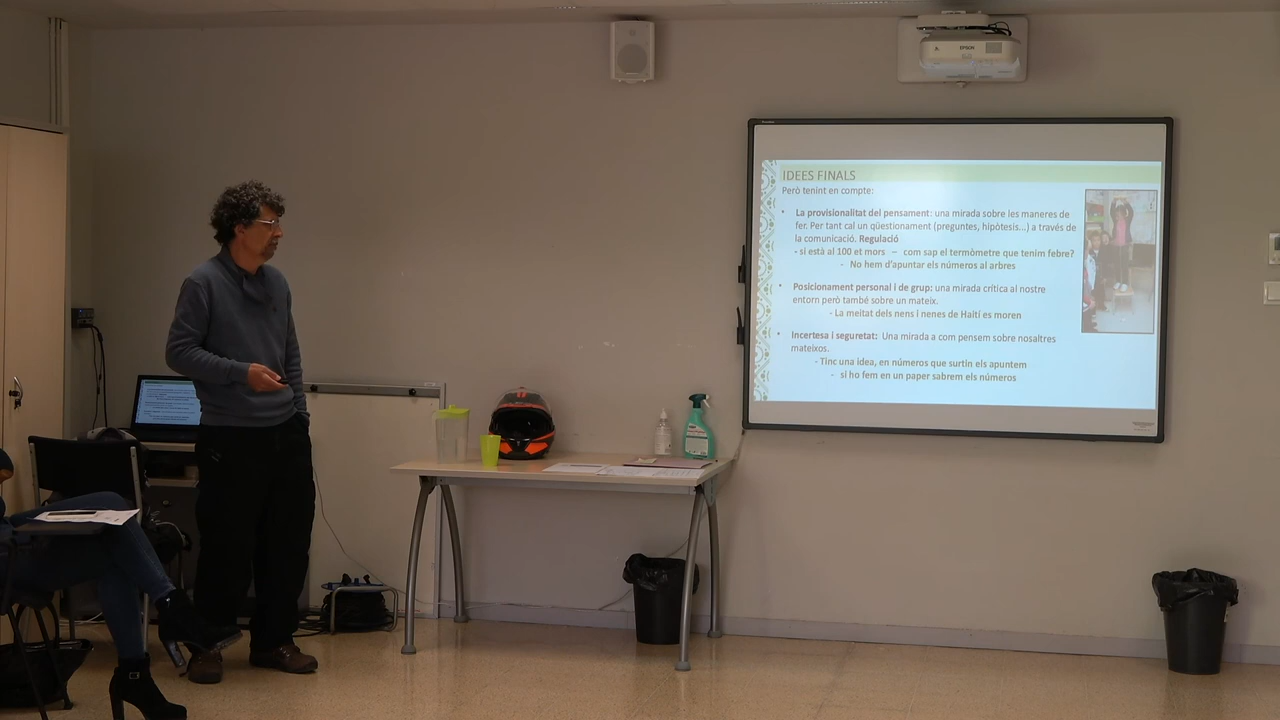 EPSON
IDEES FINALS
Però tenint en compte:
• La provisionalitat del pensament: una mirada sobre les maneres de
fer. Per tant cal un qüestionament (preguntes, hipòtesis...) a través de
la comunicació. Regulació
- si està al 100 et mors – com sap el termòmetre que tenim febre?
- No hem d'apuntar els números al arbres
• Posicionament personal i de grup: una mirada crítica al nostre
entorn però també sobre un mateix.
- La meitat dels nens i nenes de Haití es moren
• Incertesa i seguretat: Una mirada a com pensem sobre nosaltres
mateixos.
- Tinc una idea, en números que surtin els apuntem
- si ho fem en un paper sabrem els números